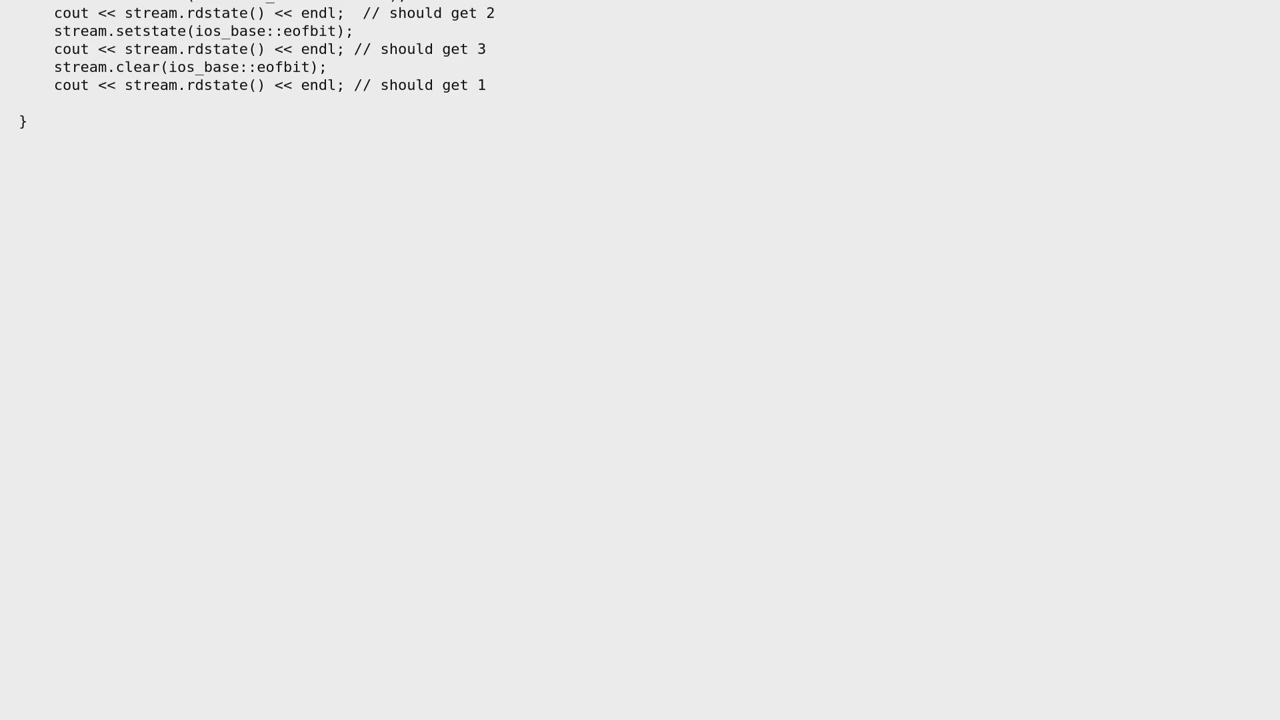 cout << stream.rdstate() << endl;  // should get 2
stream.setstate(ios_base::eofbit);
cout << stream.rdstate() << endl; // should get 3
stream.clear(ios_base::eofbit);
cout << stream.rdstate() << endl; // should get 1
}